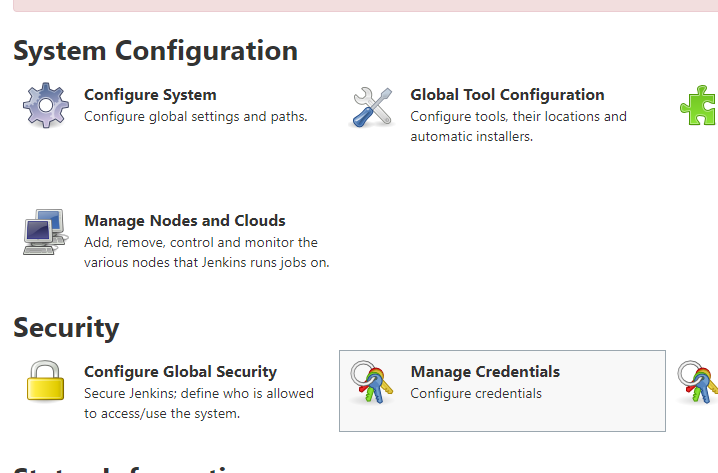 System Configuration
Configure System
Configure global settings and paths.
Global Tool Configuration
Configure tools, their locations and
automatic installers.
Manage Nodes and Clouds
Add, remove, control and monitor the
various nodes that Jenkins runs jobs on.
Security
Configure Global Security
Secure Jenkins; define who is allowed
to access/use the system.
Manage Credentials
Configure credentials